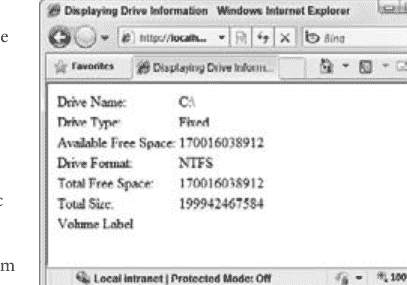 Displaying Drive Information Windows Internet Explorer
http://localh...
Bing
Favorites
Displaying Drive Inform...
Drive Name: C:\
Drive Type: Fixed
Available Free Space: 170016038912
Drive Format: NTFS
Total Free Space: 170016038912
Total Size: 199942467584
Volume Label
Local intranet | Protected Mode: Off
100
e
c
m